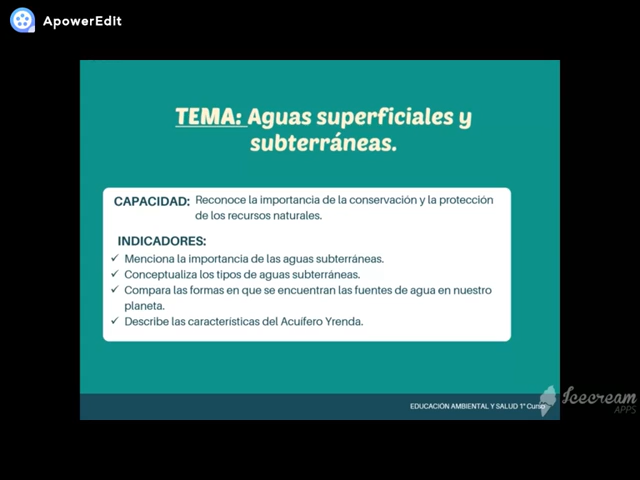 ApowerEdit
TEMA: Aguas superficiales y
subterráneas.
CAPACIDAD: Reconoce la importancia de la conservación y la protección
de los recursos naturales.
INDICADORES:
✓ Menciona la importancia de las aguas subterráneas.
✓ Conceptualiza los tipos de aguas subterráneas.
✓ Compara las formas en que se encuentran las fuentes de agua en nuestro
planeta.
✓ Describe las características del Acuífero Yrenda.
EDUCACIÓN AMBIENTAL Y SALUD 1° Curso
Icecream
APPS